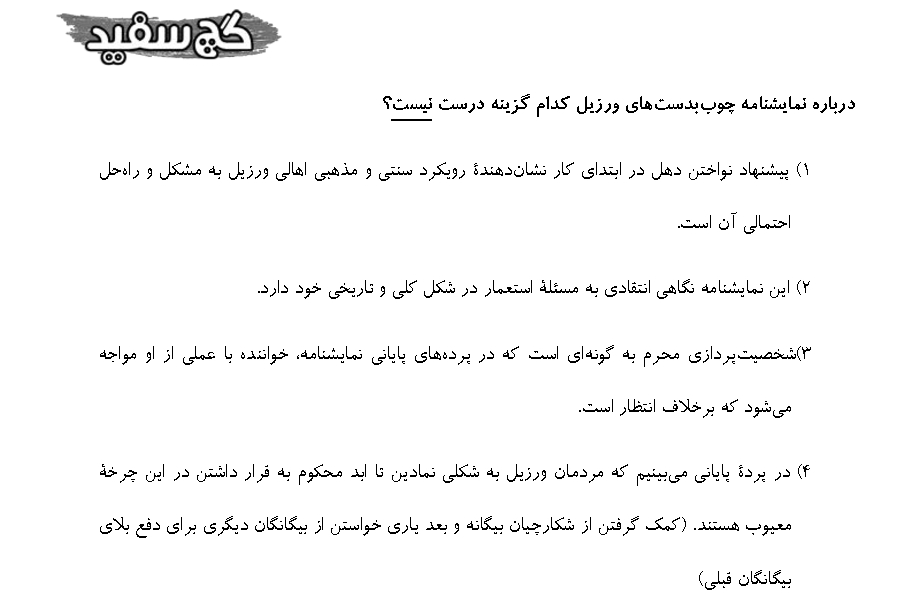 گچ سفید
درباره نمایشنامه چوب‌بدست‌های ورزیل کدام گزینه درست نیست؟
۱) پیشنهاد نواختن دهل در ابتدای کار نشان‌دهندۀ رویکرد سنتی و مذهبی اهالی ورزیل به مشکل و راه‌حل
احتمالی آن است.
۲) این نمایشنامه نگاهی انتقادی به مسئلۀ استعمار در شکل کلی و تاریخی خود دارد.
۳)شخصیت‌پردازی محرم به گونه‌ای است که در پرده‌های پایانی نمایشنامه، خواننده با عملی از او مواجه
می‌شود که برخلاف انتظار است.
۴) در پردۀ پایانی می‌بینیم که مردمان ورزیل به شکلی نمادین تا ابد محکوم به قرار داشتن در این چرخۀ
معیوب هستند. (کمک گرفتن از شکارچیان بیگانه و بعد یاری خواستن از بیگانگان دیگری برای دفع بلای
بیگانگان قبلی)